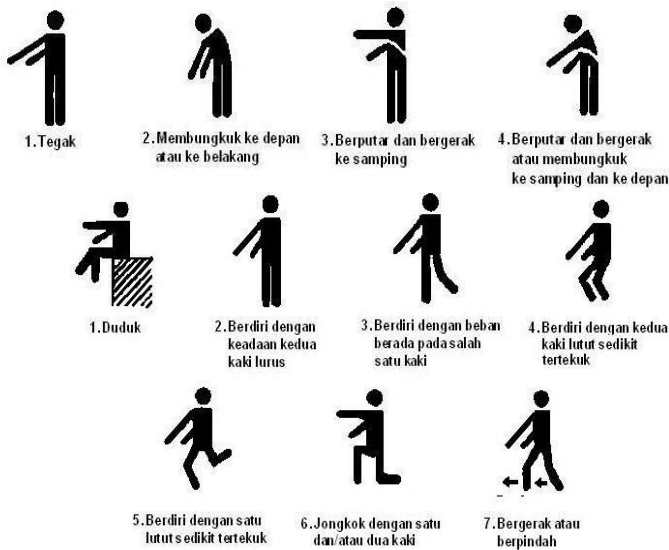 1.Tegak
2.Membungkuk ke depan
atau ke belakang
3.Berputar dan bergerak
ke samping
4.Berputar dan bergerak
atau membungkuk
ke samping dan ke depan
1.Duduk
2.Berdiri dengan
keadaan kedua
kaki lurus
3.Berdiri dengan beban
berada pada salah
satu kaki
4.Berdiri dengan kedua
kaki lutut sedikit
tertekuk
5.Berdiri dengan satu
lutut sedikit tertekuk
6.Jongkok dengan satu
dan/atau dua kaki
7.Bergerak atau
berpindah